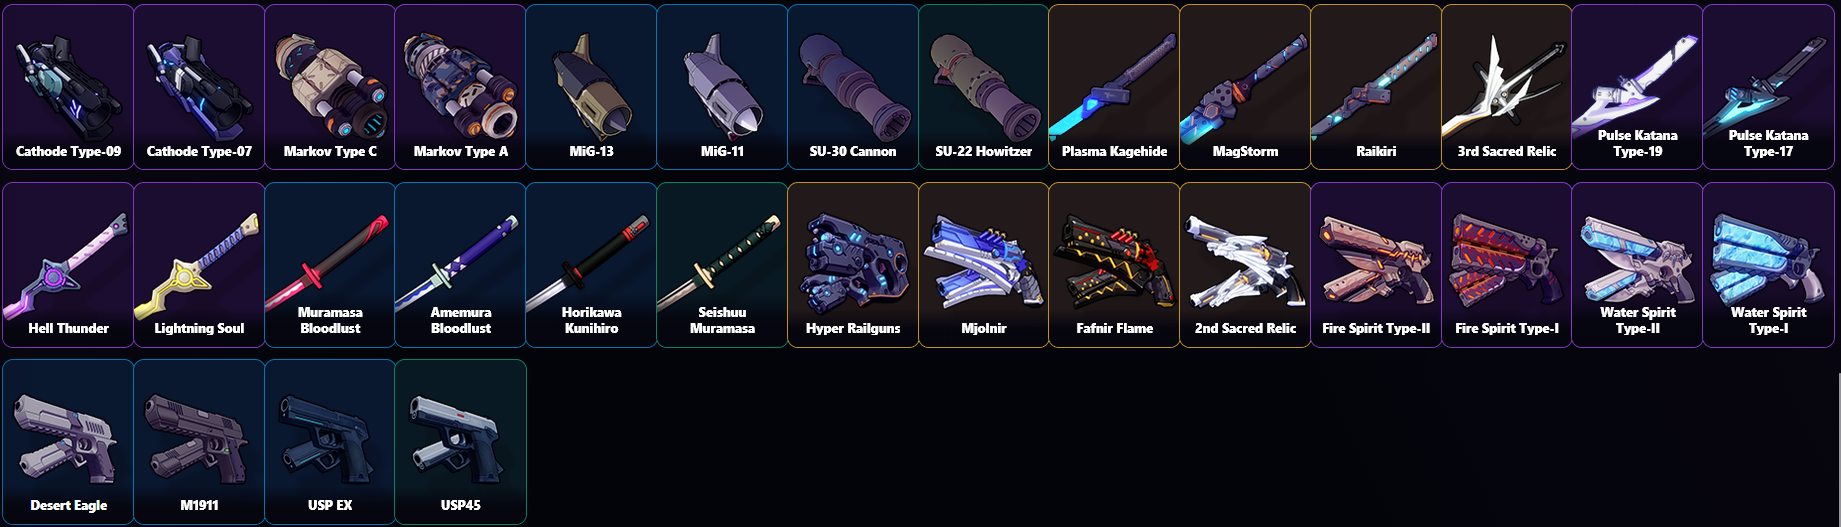 Cathode Type-09
Cathode Type-07
Markov Type C
Markov Type A
MiG-13
MiG-11
SU-30 Cannon
SU-22 Howitzer
Plasma Kagehide
MagStorm
Raikiri
3rd Sacred Relic
Pulse Katana
Type-19
Pulse Katana
Type-17
Hell Thunder
Lightning Soul
Muramasa
Bloodlust
Amemura
Bloodlust
Horikawa
Kunihiro
Seishuu
Muramasa
Hyper Railguns
Mjolnir
Fafnir Flame
2nd Sacred Relic
Fire Spirit Type-II
Fire Spirit Type-I
Water Spirit
Type-II
Water Spirit
Type-I
Desert Eagle
M1911
USP EX
USP45